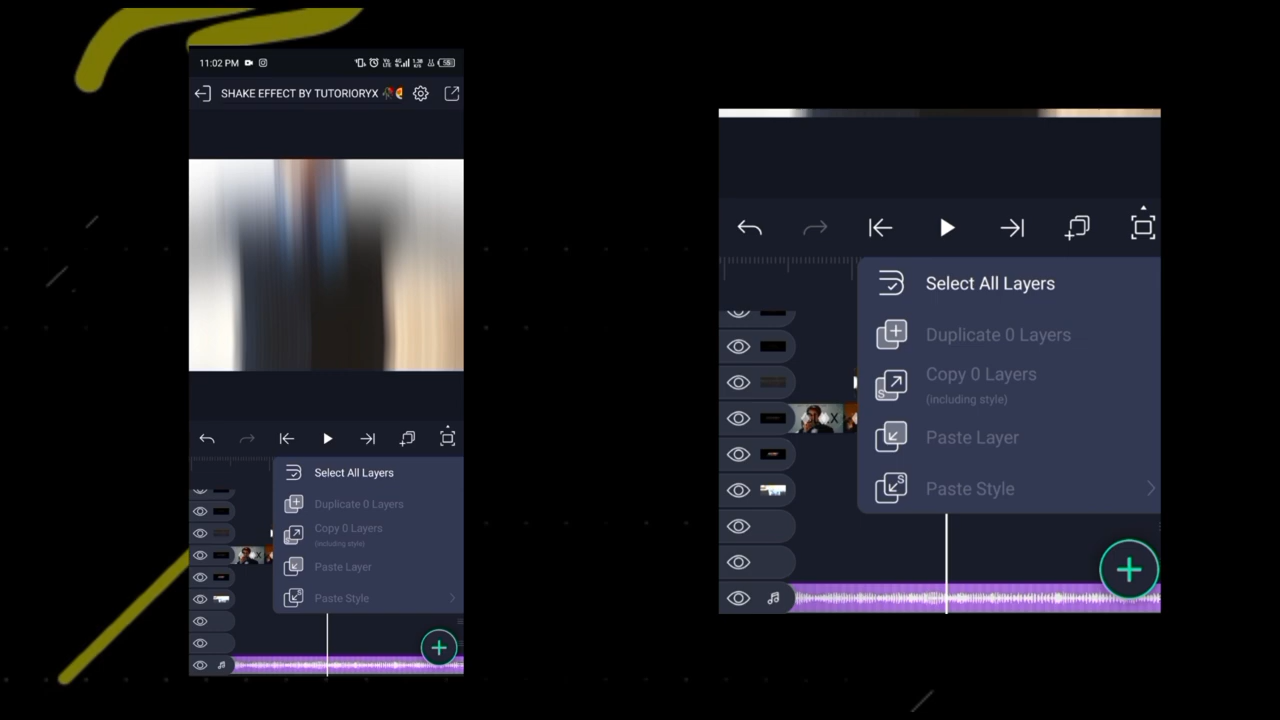 11:02 PM
SHAKE EFFECT BY TUTORIORYX
Select All Layers
Duplicate 0 Layers
Copy 0 Layers
(including style)
Paste Layer
Paste Style
Select All Layers
Duplicate 0 Layers
Copy 0 Layers
(including style)
Paste Layer
Paste Style